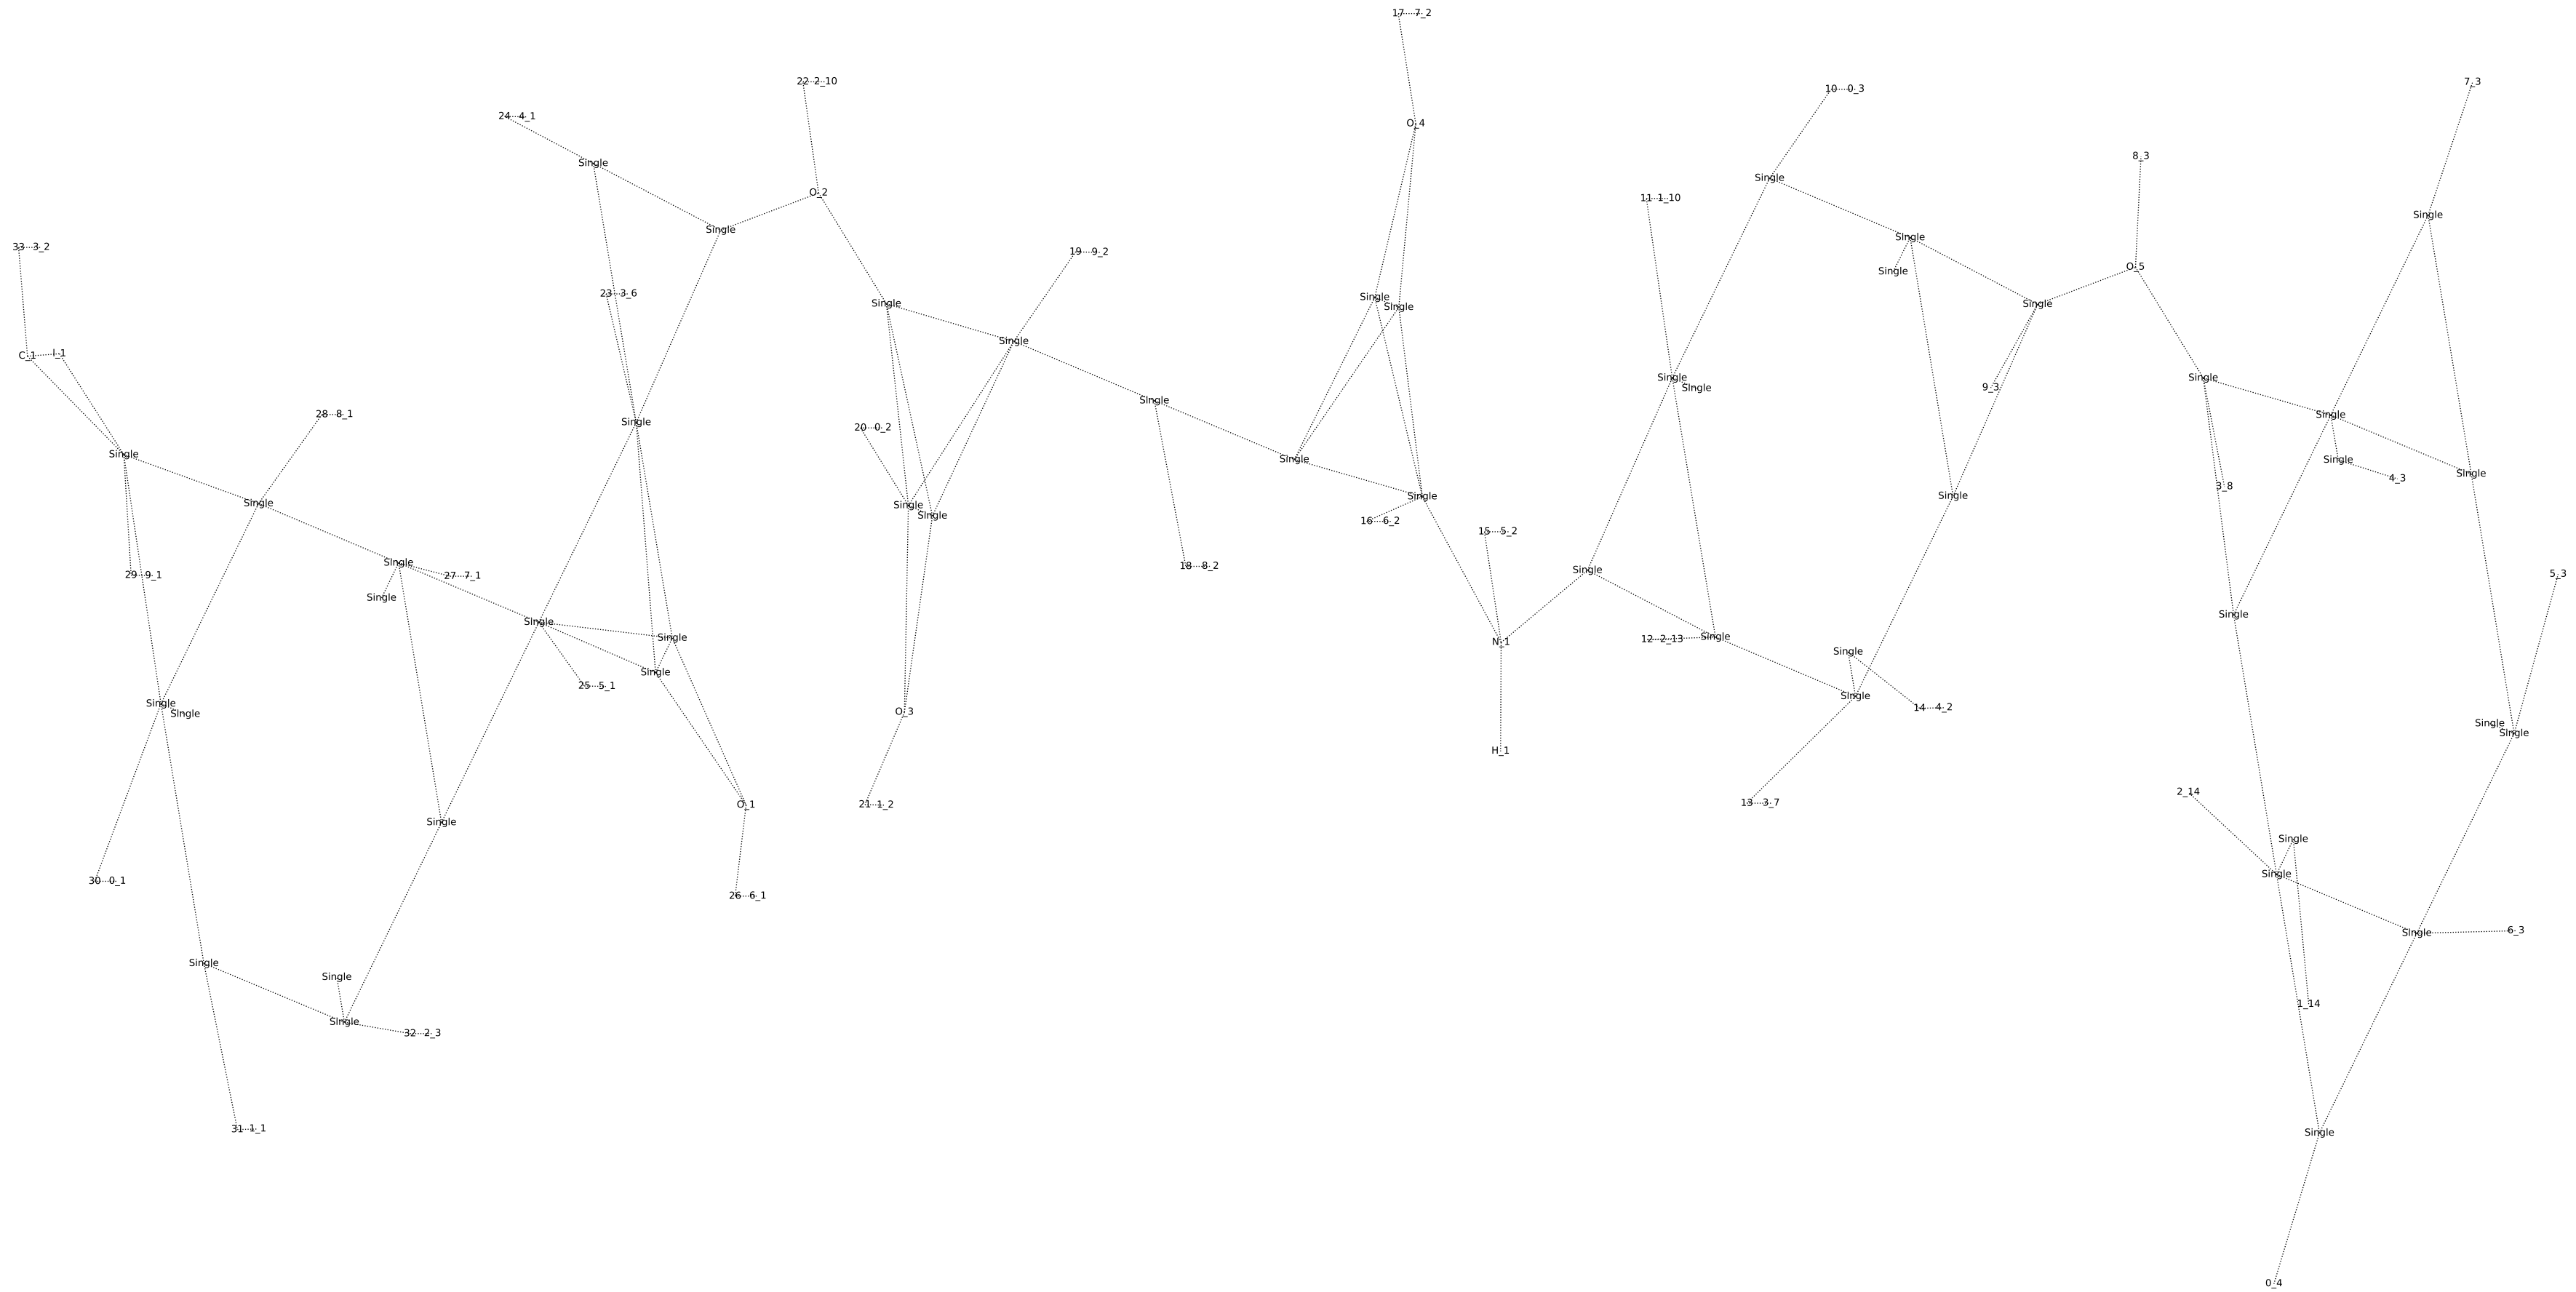 17 7_2
22 2_10
7_3
10 0_3
24 4_1
O_4
8_3
Single
Single
O_2
11 1_10
Single
Single
Single
33 3_2
19 9_2
O_5
Single
23 3_6
Single
Single
Single
Single
Single
C_1
I_1
Single
Single
Single
9_3
Single
28 8_1
Single
Single
20 0_2
Single
Single
Single
Single
Single
4_3
3_8
Single
Single
Single
Single
Single
16 6_2
15 5_2
Single
18 8_2
Single
5_3
29 9_1
27 7_1
Single
Single
Single
Single
Single
12 2_13
N_1
Single
Single
25 5_1
Single
Single
Single
O_3
14 4_2
Single
Single
Single
H_1
2_14
13 3_7
O_1
21 1_2
Single
Single
Single
30 0_1
26 6_1
6_3
Single
Single
Single
1_14
Single
32 2_3
31 1_1
Single
0_4